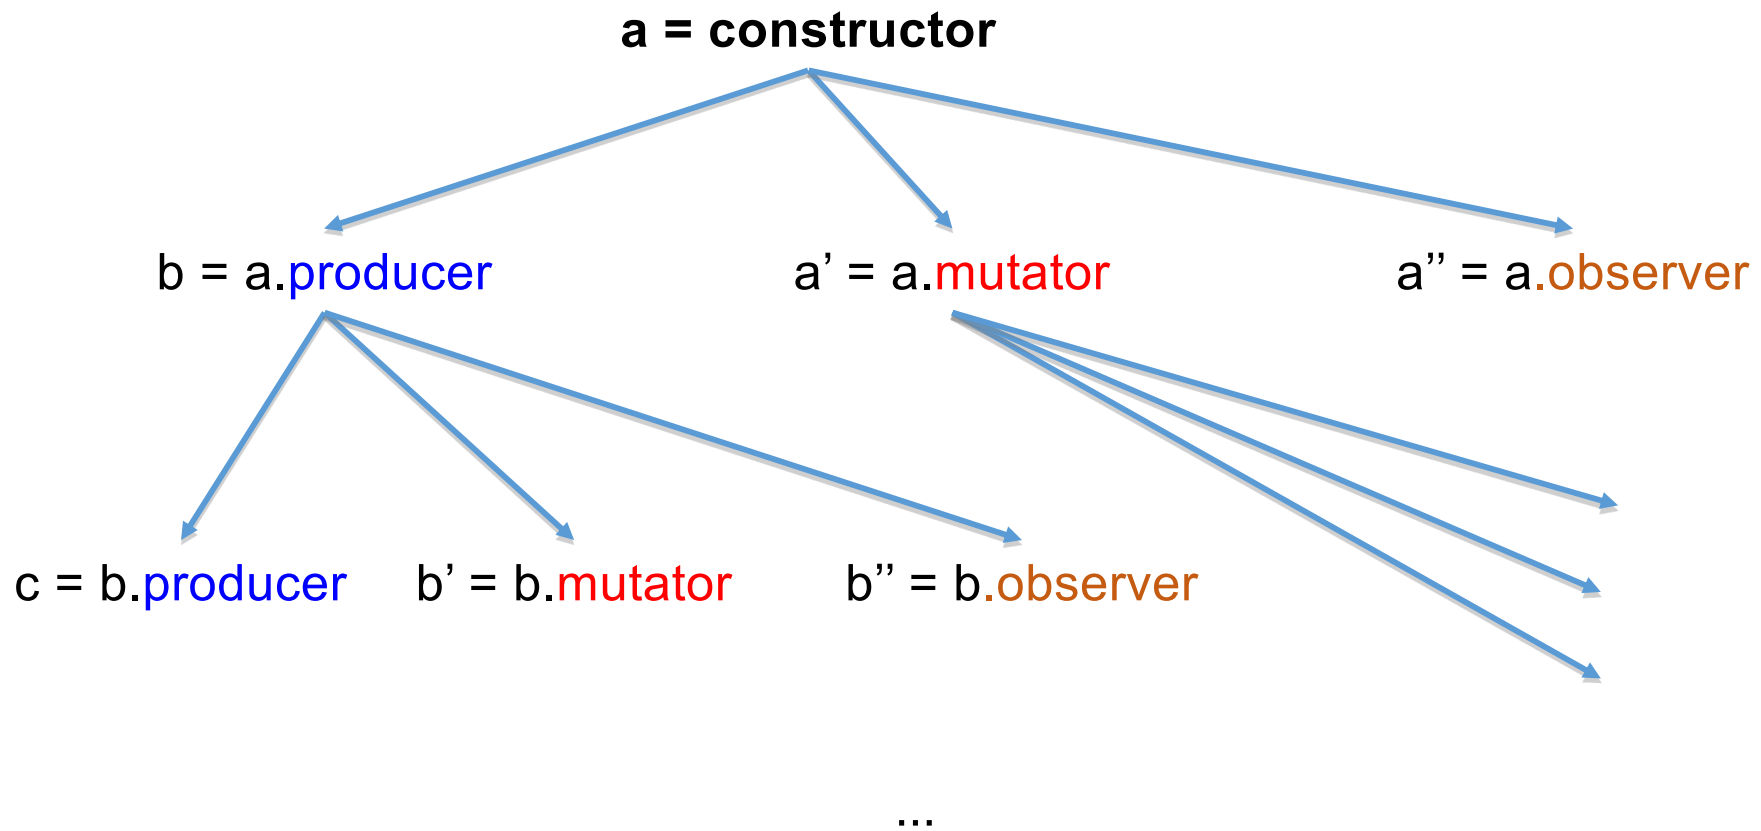 a = constructor
b = a.producer
a’ = a.mutator
a’’ = a.observer
c = b.producer
b’ = b.mutator
b’’ = b.observer
...